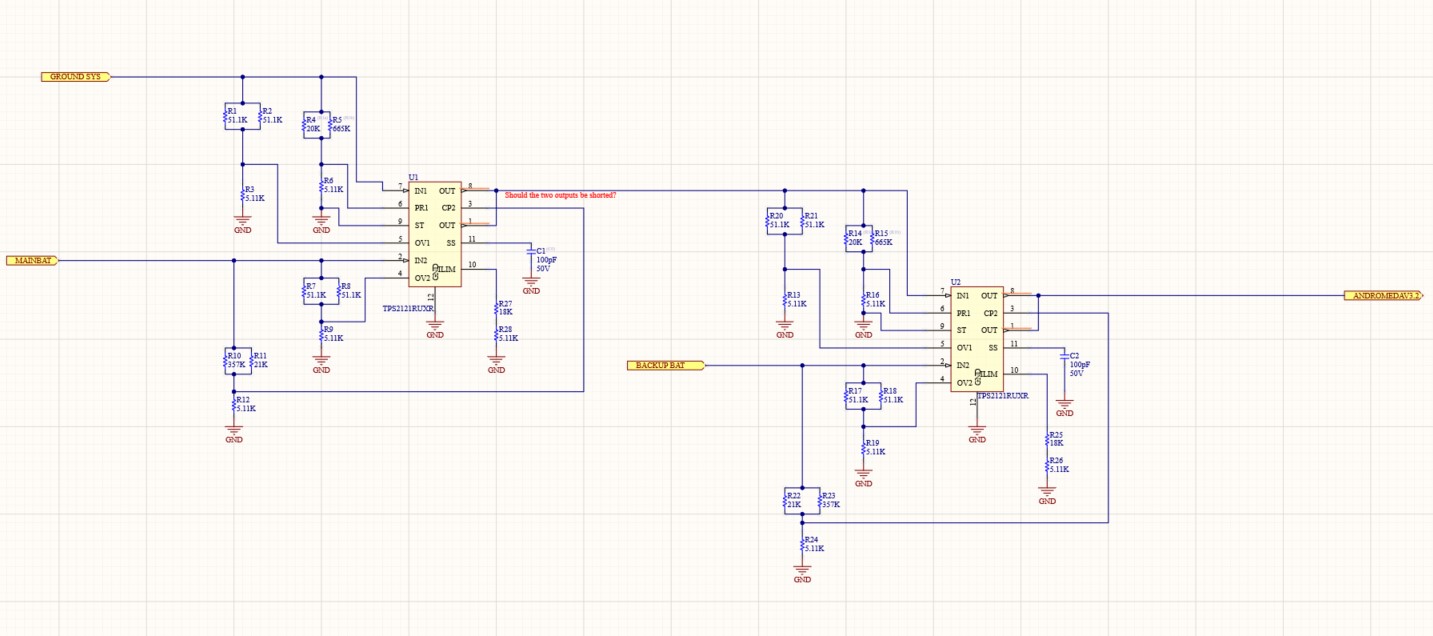 GROUND SYS
R1
51.1K
R2
51.1K
R4
20K
R5
665K
R3
5.11K
GND
R6
5.11K
GND
U1
7 IN1 OUT 8
6 PR1 CP2 3
9 ST OUT 1
5 OV1 SS 11
2 IN2
4 OV2 ILIM 10
GND
12
TPS2121RUXR
GND
Should the two outputs be shorted?
C1
100pF
50V
GND
R27
18K
R28
5.11K
GND
MAINBAT
R7
51.1K
R8
51.1K
R9
5.11K
GND
R10
357K
R11
21K
R12
5.11K
GND
R20
51.1K
R21
51.1K
R14
20K
R15
665K
R13
5.11K
GND
R16
5.11K
GND
U2
7 IN1 OUT 8
6 PR1 CP2 3
9 ST OUT 1
5 OV1 SS 11
2 IN2
4 OV2 ILIM 10
GND
12
TPS2121RUXR
GND
ANDROMEDAV3.2
C2
100pF
50V
GND
R25
18K
R26
5.11K
GND
BACKUP BAT
R17
51.1K
R18
51.1K
R19
5.11K
GND
R22
21K
R23
357K
R24
5.11K
GND